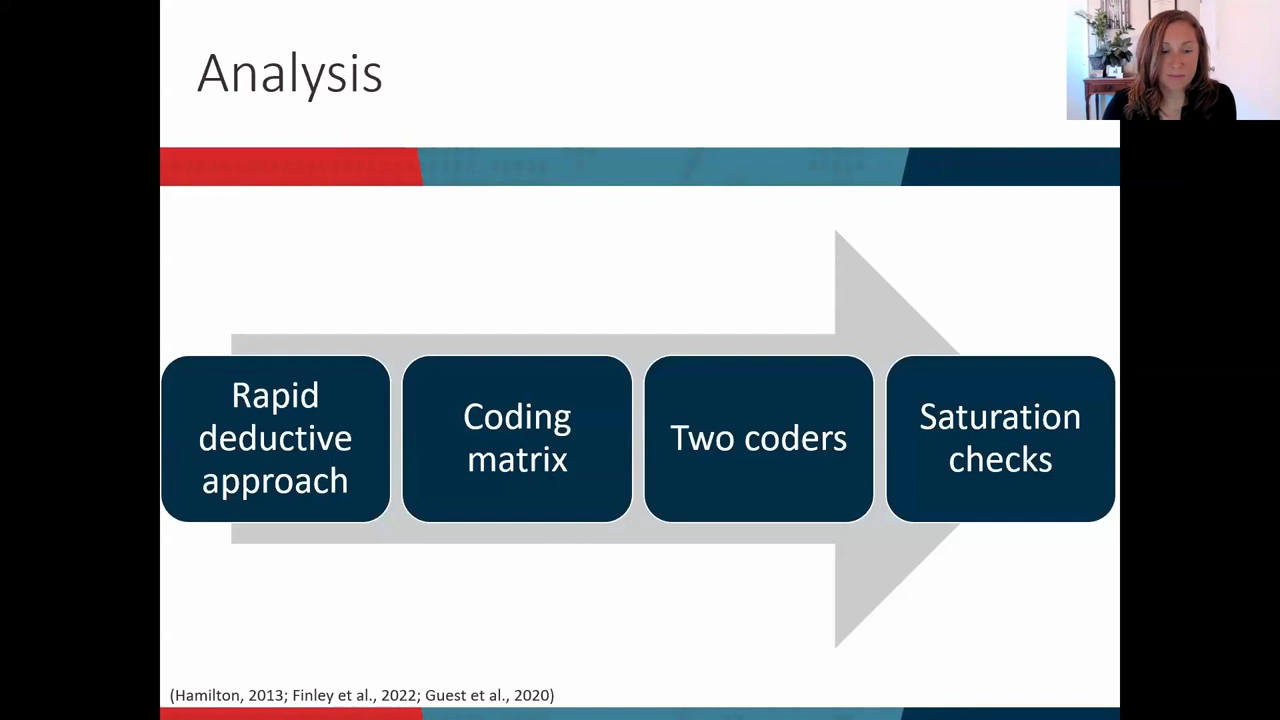 Analysis
Rapid
deductive
approach
Coding
matrix
Two coders
Saturation
checks
(Hamilton, 2013; Finley et al., 2022; Guest et al., 2020)